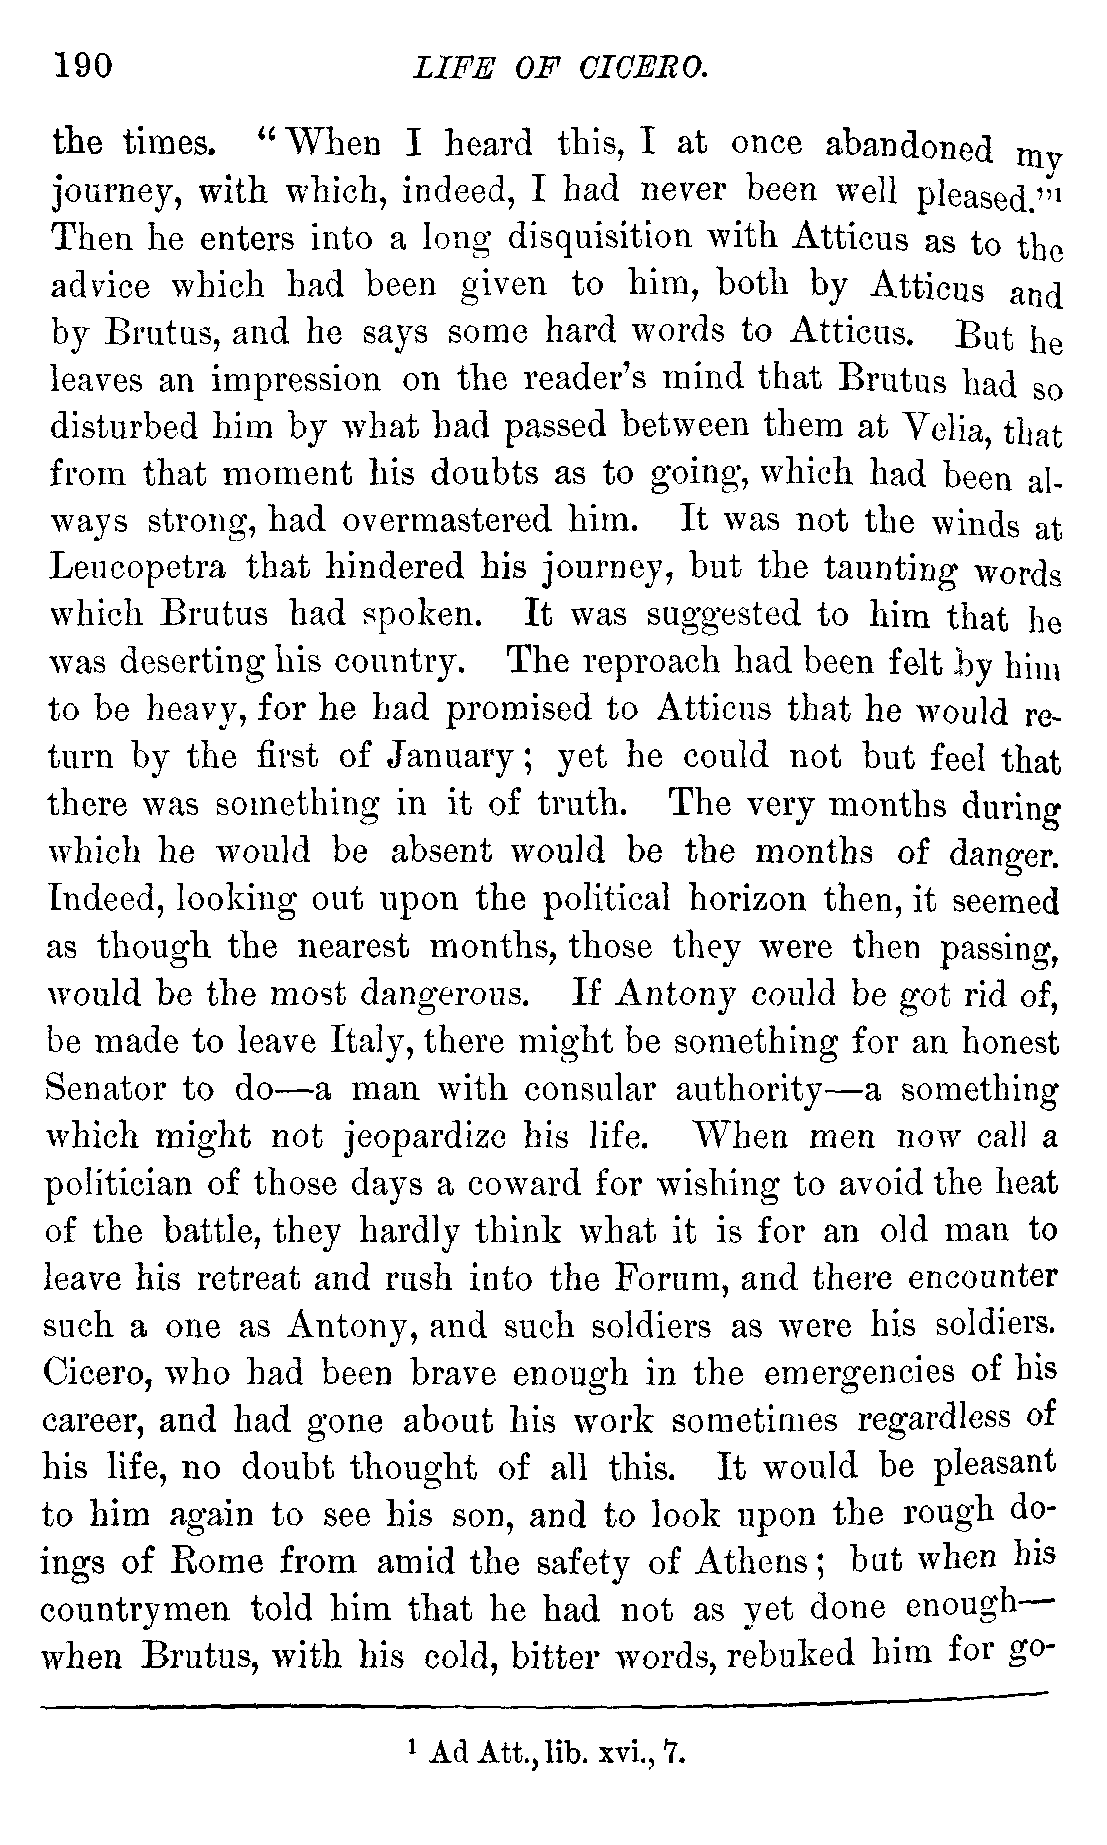 190 LIFE OF CICERO.
the times. "When I heard this, I at once abandoned my
journey, with which, indeed, I had never been well pleased."¹
Then he enters into a long disquisition with Atticus as to the
advice which had been given to him, both by Atticus and
by Brutus, and he says some hard words to Atticus. But he
leaves an impression on the reader's mind that Brutus had so
disturbed him by what had passed between them at Velia, that
from that moment his doubts as to going, which had been al-
ways strong, had overmastered him. It was not the winds at
Leucopetra that hindered his journey, but the taunting words
which Brutus had spoken. It was suggested to him that he
was deserting his country. The reproach had been felt by him
to be heavy, for he had promised to Atticus that he would re-
turn by the first of January; yet he could not but feel that
there was something in it of truth. The very months during
which he would be absent would be the months of danger.
Indeed, looking out upon the political horizon then, it seemed
as though the nearest months, those they were then passing,
would be the most dangerous. If Antony could be got rid of,
be made to leave Italy, there might be something for an honest
Senator to do—a man with consular authority—a something
which might not jeopardize his life. When men now call a
politician of those days a coward for wishing to avoid the heat
of the battle, they hardly think what it is for an old man to
leave his retreat and rush into the Forum, and there encounter
such a one as Antony, and such soldiers as were his soldiers.
Cicero, who had been brave enough in the emergencies of his
career, and had gone about his work sometimes regardless of
his life, no doubt thought of all this. It would be pleasant
to him again to see his son, and to look upon the rough do-
ings of Rome from amid the safety of Athens; but when his
countrymen told him that he had not as yet done enough—
when Brutus, with his cold, bitter words, rebuked him for go-
¹ Ad Att., lib. xvi., 7.